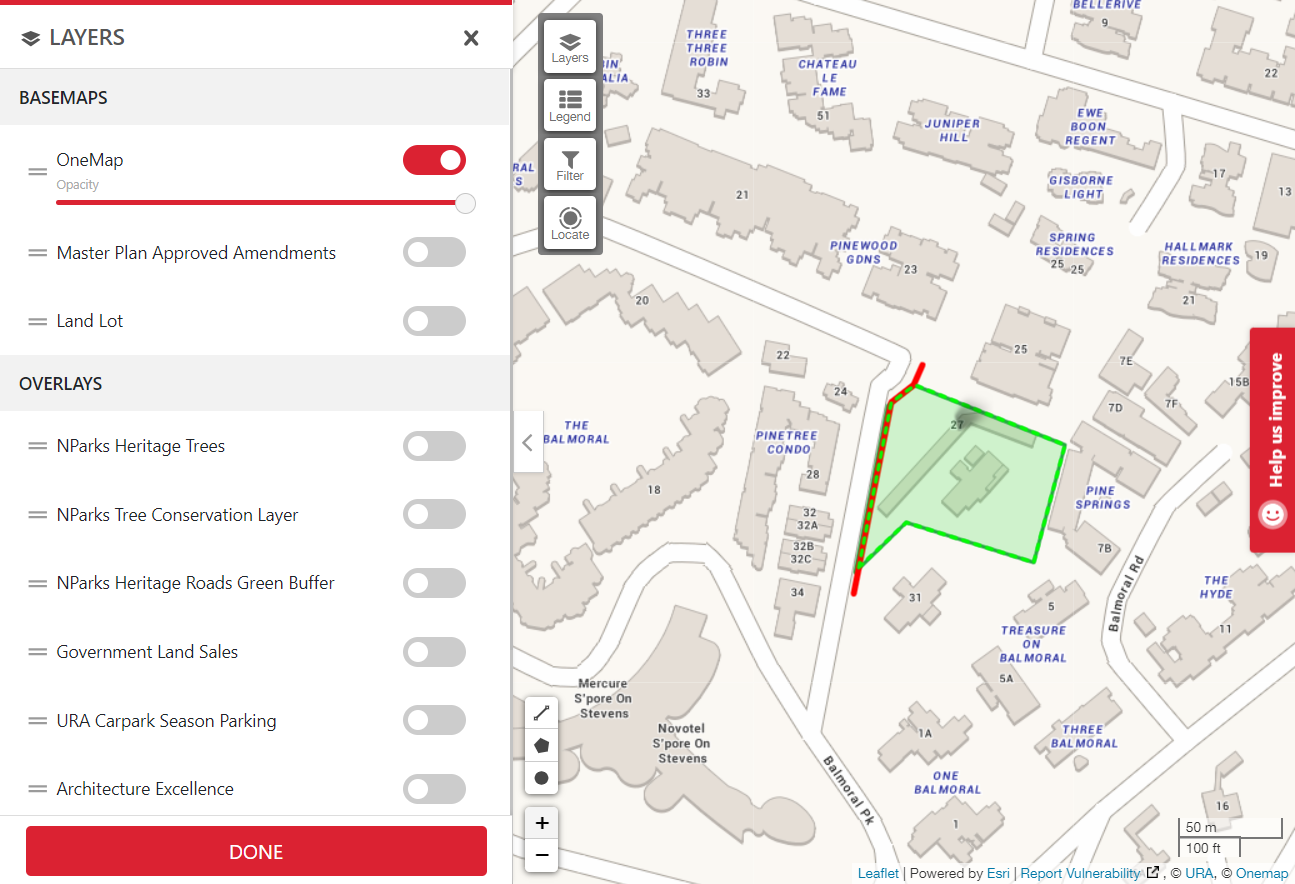 LAYERS
BASEMAPS
OneMap
Opacity
Master Plan Approved Amendments
Land Lot
OVERLAYS
NParks Heritage Trees
NParks Tree Conservation Layer
NParks Heritage Roads Green Buffer
Government Land Sales
URA Carpark Season Parking
Architecture Excellence
DONE
Layers
Legend
Filter
Locate
BELLERIVE
9
THREE
THREE
ROBIN
33
CHATEAU
LE
FAME
51
22
JUNIPER
HILL
EWE
BOON
REGENT
GISBORNE
LIGHT
17
13
21
PINEWOOD
GDNS
23
SPRING
RESIDENCES
25
25
HALLMARK
RESIDENCES
19
21
20
22
24
25
7E
7D
7F
15B
THE
BALMORAL
PINETREE
CONDO
28
27
18
32
32A
32B
32C
34
PINE
SPRINGS
7B
31
5
TREASURE
ON
BALMORAL
5A
Balmoral Rd
THE
HYDE
11
Mercure
S'pore On
Stevens
Novotel
S'pore On
Stevens
1A
THREE
BALMORAL
ONE
BALMORAL
1
Balmoral Pk
16
Help us improve
+
−
50 m
100 ft
Leaflet | Powered by Esri | Report Vulnerability , © URA, © Onemap